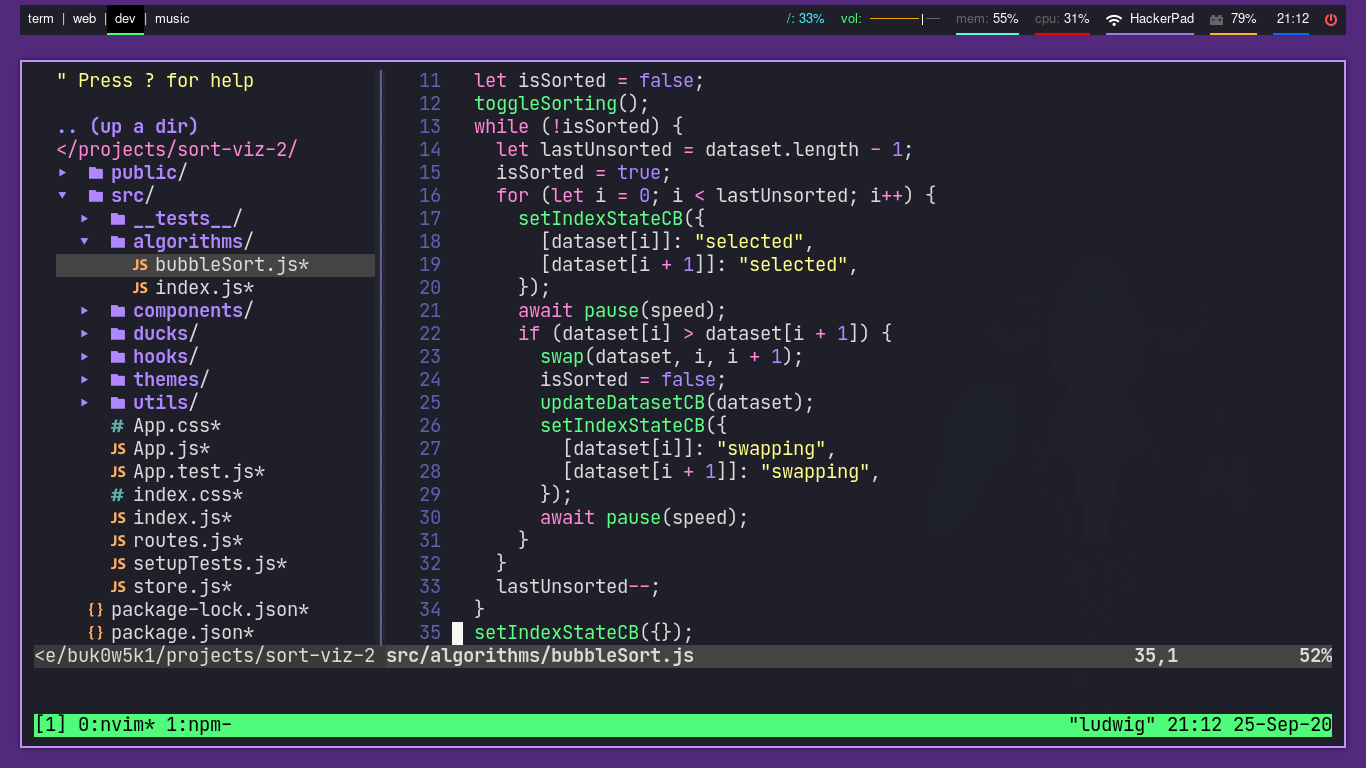 term | web | dev | music /: 33% vol: mem: 55% cpu: 31% HackerPad 79% 21:12
" Press ? for help
.. (up a dir)
</projects/sort-viz-2/
▸ public/
▾ src/
▸ __tests__/
▾ algorithms/
JS bubbleSort.js*
JS index.js*
▸ components/
▸ ducks/
▸ hooks/
▸ themes/
▸ utils/
# App.css*
JS App.js*
JS App.test.js*
# index.css*
JS index.js*
JS routes.js*
JS setupTests.js*
JS store.js*
{} package-lock.json*
{} package.json*
<e/buk0w5k1/projects/sort-viz-2
11 let isSorted = false;
12 toggleSorting();
13 while (!isSorted) {
14 let lastUnsorted = dataset.length - 1;
15 isSorted = true;
16 for (let i = 0; i < lastUnsorted; i++) {
17 setIndexStateCB({
18 [dataset[i]]: "selected",
19 [dataset[i + 1]]: "selected",
20 });
21 await pause(speed);
22 if (dataset[i] > dataset[i + 1]) {
23 swap(dataset, i, i + 1);
24 isSorted = false;
25 updateDatasetCB(dataset);
26 setIndexStateCB({
27 [dataset[i]]: "swapping",
28 [dataset[i + 1]]: "swapping",
29 });
30 await pause(speed);
31 }
32 }
33 lastUnsorted--;
34 }
35 setIndexStateCB({});
src/algorithms/bubbleSort.js 35,1 52%
[1] 0:nvim* 1:npm- "ludwig" 21:12 25-Sep-20